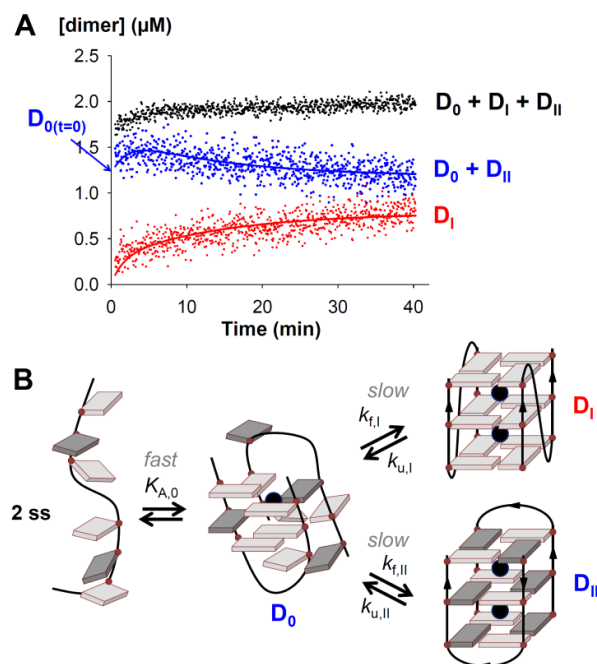 A
[dimer] (µM)
2.5
2.0
1.5
1.0
0.5
0.0
0
10
20
30
40
Time (min)
D0(t=0)
D0 + DI + DII
D0 + DII
DI
B
2 ss
fast
KA,0
D0
slow
kf,I
ku,I
DI
slow
kf,II
ku,II
DII